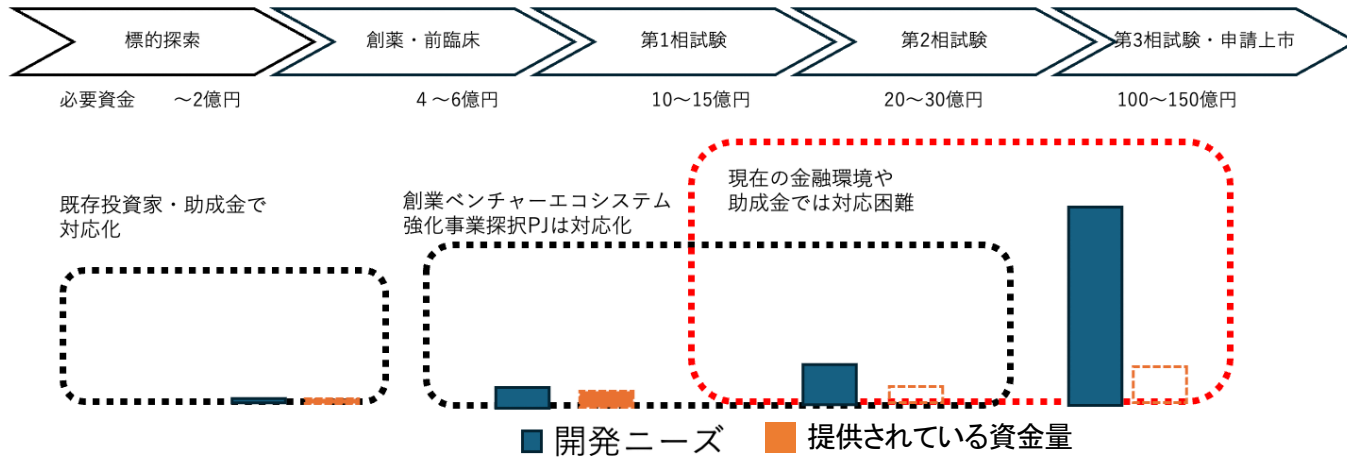 標的探索
創薬・前臨床
第1相試験
第2相試験
第3相試験・申請上市
必要資金 ～2億円
4～6億円
10～15億円
20～30億円
100～150億円
既存投資家・助成金で
対応化
創業ベンチャーエコシステム
強化事業探択PJは対応化
現在の金融環境や
助成金では対応困難
開発ニーズ
提供されている資金量